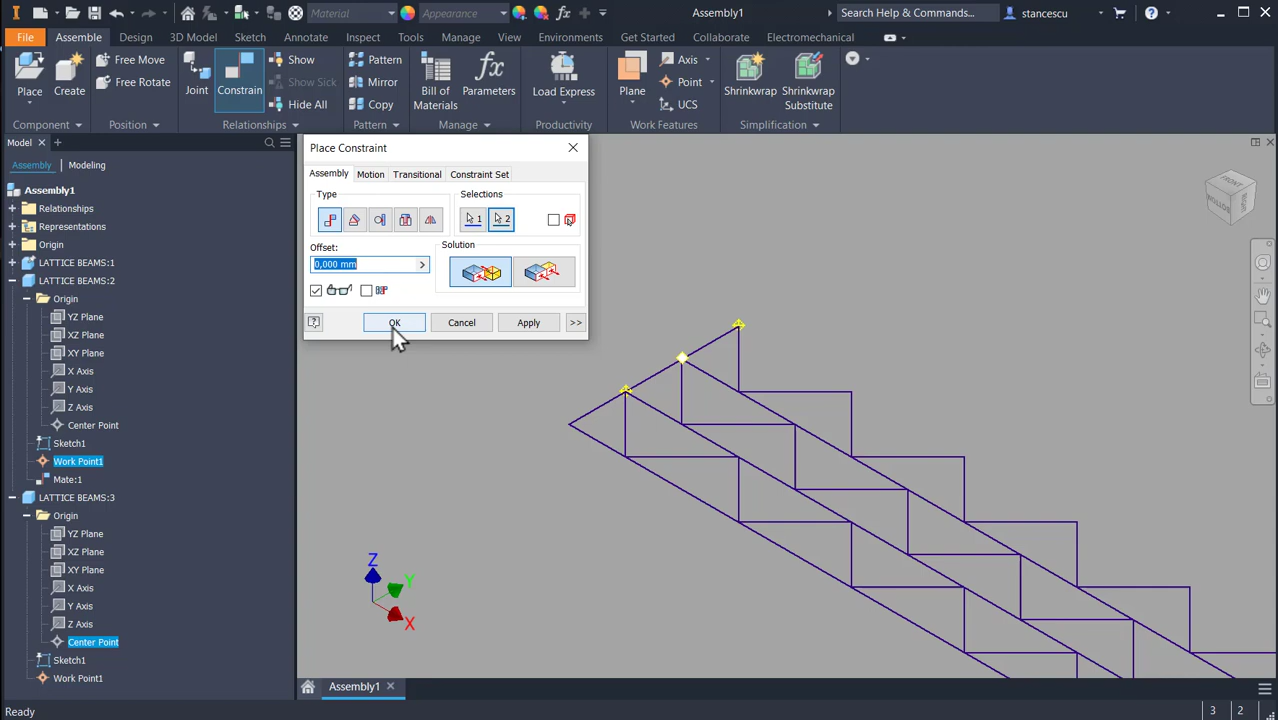 Material
Appearance
Assembly1
Search Help & Commands...
stancescu
File
Assemble
Design
3D Model
Sketch
Annotate
Inspect
Tools
Manage
View
Environments
Get Started
Collaborate
Electromechanical
Place
Create
Free Move
Free Rotate
Joint
Constrain
Show
Show Sick
Hide All
Pattern
Mirror
Copy
Bill of
Materials
Parameters
Load Express
Plane
Axis
Point
UCS
Shrinkwrap
Shrinkwrap
Substitute
Component
Position
Relationships
Pattern
Manage
Productivity
Work Features
Simplification
Model
Assembly
Modeling
Assembly1
Relationships
Representations
Origin
LATTICE BEAMS:1
LATTICE BEAMS:2
Origin
YZ Plane
XZ Plane
XY Plane
X Axis
Y Axis
Z Axis
Center Point
Sketch1
Work Point1
Mate:1
LATTICE BEAMS:3
Origin
YZ Plane
XZ Plane
XY Plane
X Axis
Y Axis
Z Axis
Center Point
Sketch1
Work Point1
Place Constraint
Assembly
Motion
Transitional
Constraint Set
Type
Selections
1
2
Offset:
0,000 mm
Solution
OK
Cancel
Apply
>>
FRONT
Z
Y
X
Assembly1
Ready
3
2